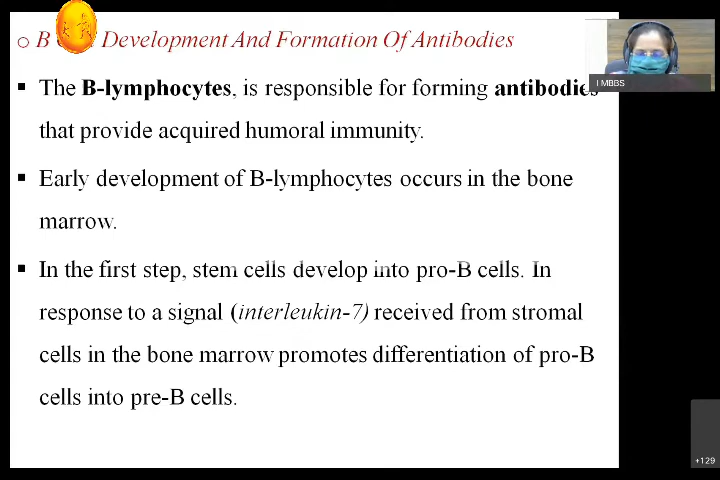 o B Development And Formation Of Antibodies
▪ The B-lymphocytes, is responsible for forming antibodies
that provide acquired humoral immunity.
▪ Early development of B-lymphocytes occurs in the bone
marrow.
▪ In the first step, stem cells develop into pro-B cells. In
response to a signal (interleukin-7) received from stromal
cells in the bone marrow promotes differentiation of pro-B
cells into pre-B cells.
I MBBS
+129